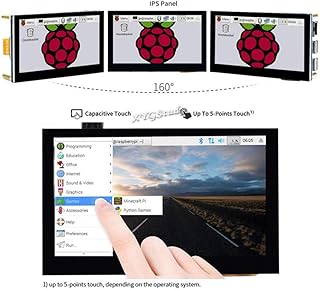 IPS Panel
160°
Capacitive Touch
XYGStudy
Up To 5-Points Touch¹⁾
@raspberrypi: ~]
06:05
Programming
Education
Office
Internet
Sound & Video
Graphics
Games
Accessories
Help
Preferences
Run...
Minecraft Pi
Python Games
1) up to 5-points touch, depending on the operating system.